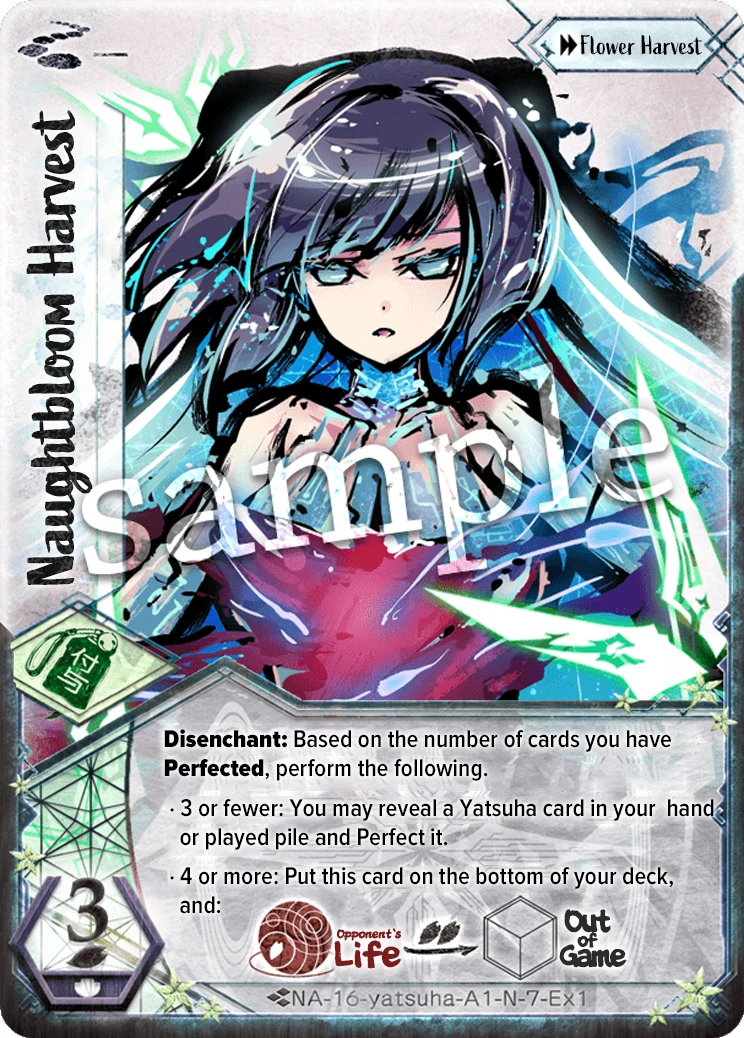 Flower Harvest
Naughtbloom Harvest
sample
付与
Disenchant: Based on the number of cards you have
Perfected, perform the following.
· 3 or fewer: You may reveal a Yatsuha card in your hand
or played pile and Perfect it.
· 4 or more: Put this card on the bottom of your deck,
and:
Opponent's
Life
Out
of
Game
3
NA-16-yatsuha-A1-N-7-Ex1